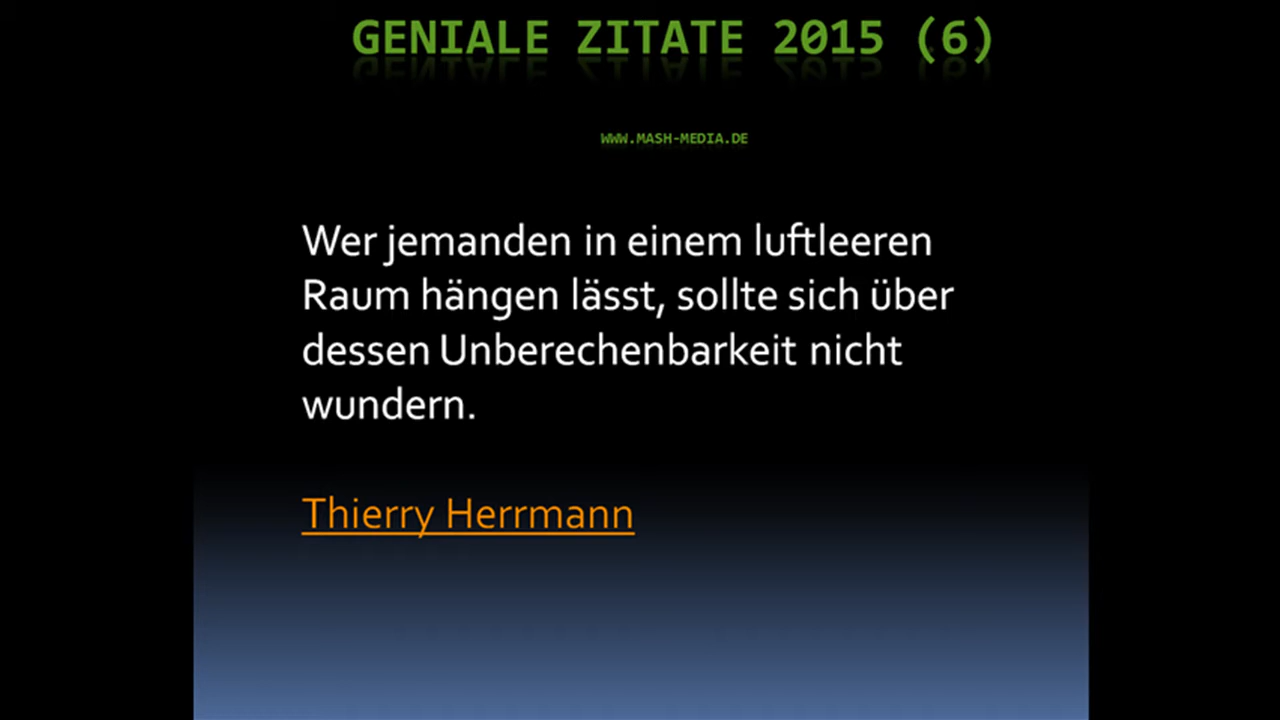 GENIALE ZITATE 2015 (6)
WWW.MASH-MEDIA.DE
Wer jemanden in einem luftleeren
Raum hängen lässt, sollte sich über
dessen Unberechenbarkeit nicht
wundern.
Thierry Herrmann